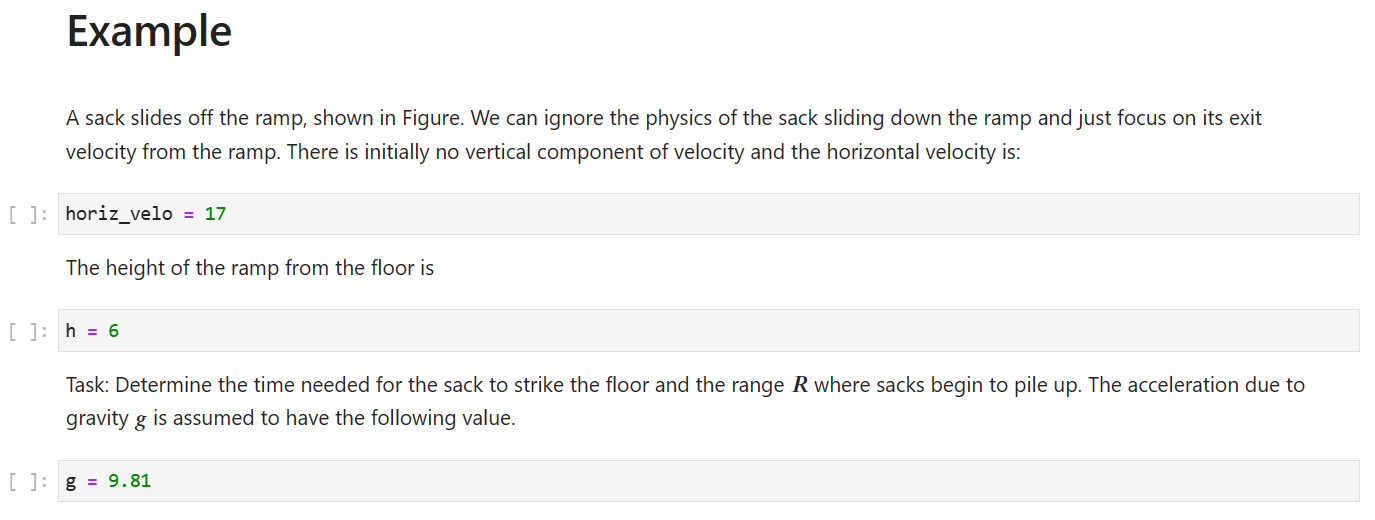 Example
A sack slides off the ramp, shown in Figure. We can ignore the physics of the sack sliding down the ramp and just focus on its exit
velocity from the ramp. There is initially no vertical component of velocity and the horizontal velocity is:
[ ]: horiz_velo = 17
The height of the ramp from the floor is
[ ]: h = 6
Task: Determine the time needed for the sack to strike the floor and the range R where sacks begin to pile up. The acceleration due to
gravity g is assumed to have the following value.
[ ]: g = 9.81